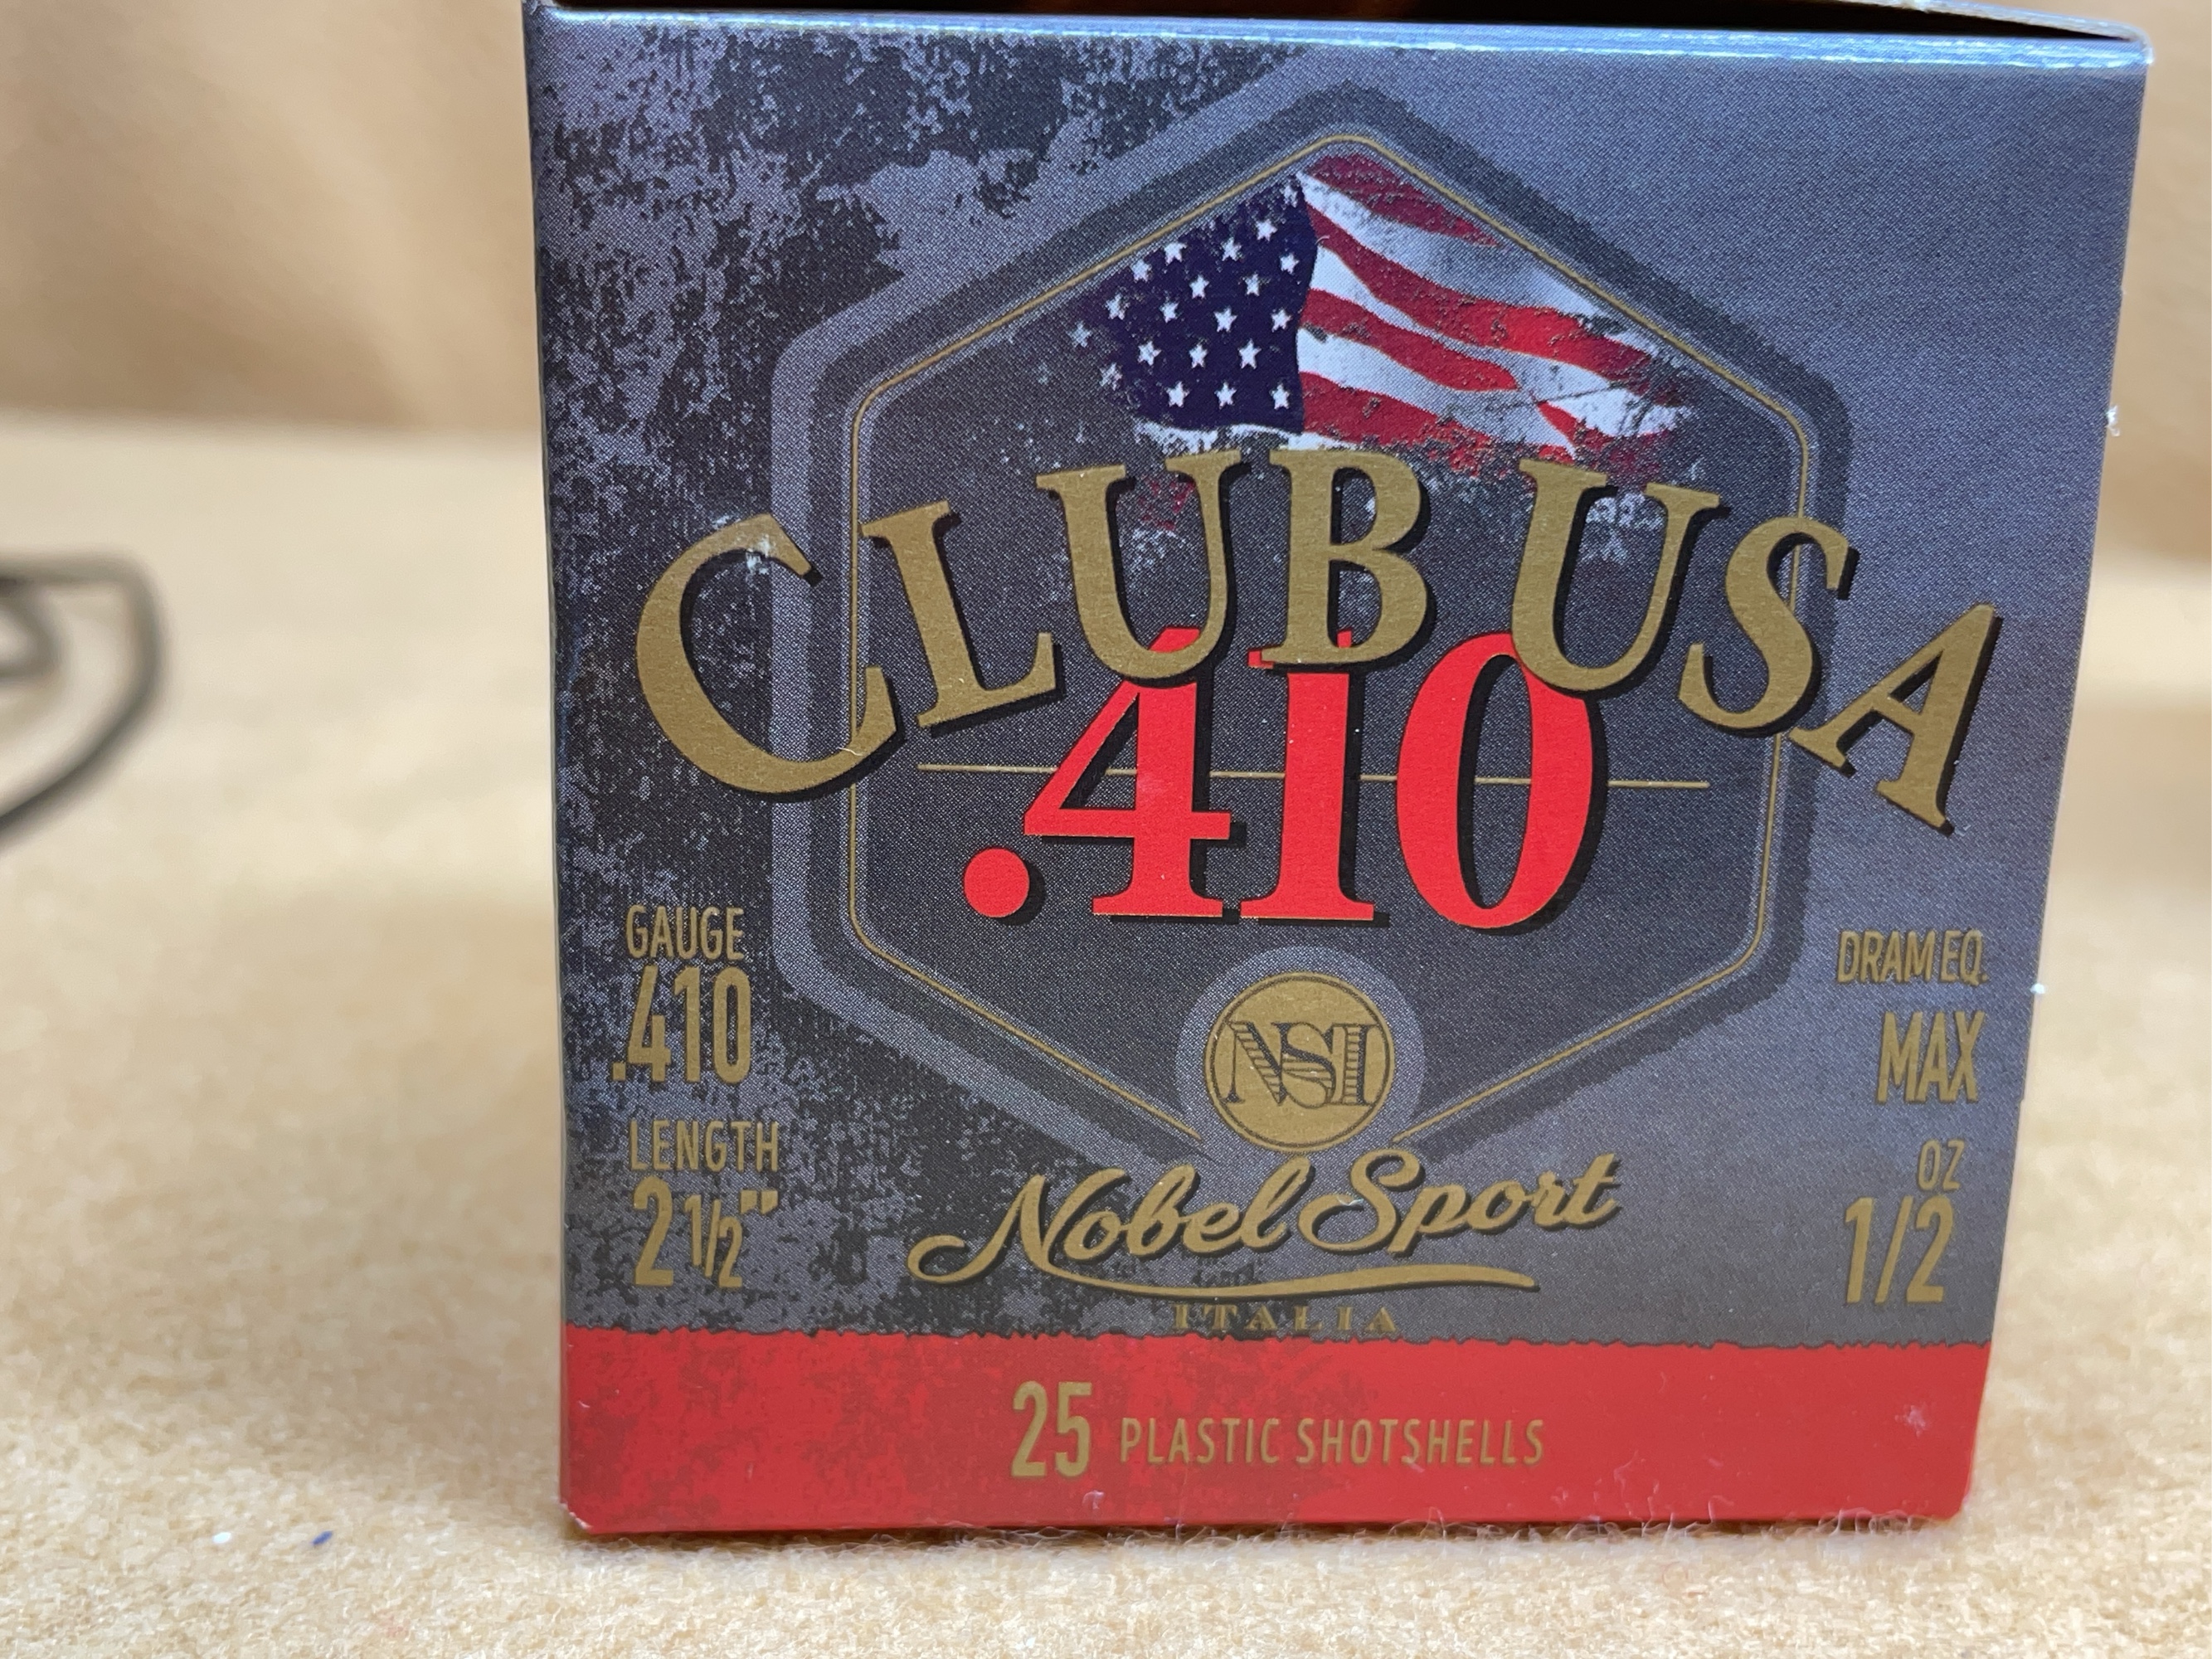 CLUB USA
.410
GAUGE
.410
LENGTH
2 1/2"
DRAM EQ.
MAX
OZ
1/2
NSI
Nobel Sport
ITALIA
25 PLASTIC SHOTSHELLS